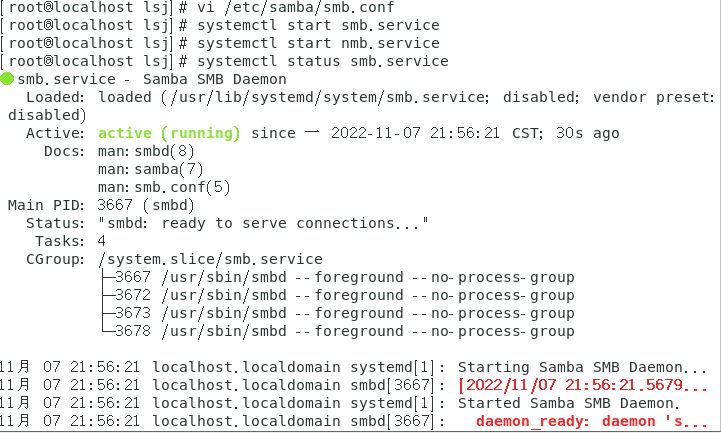 [root@localhost lsj]# vi /etc/samba/smb.conf
[root@localhost lsj]# systemctl start smb.service
[root@localhost lsj]# systemctl start nmb.service
[root@localhost lsj]# systemctl status smb.service
● smb.service - Samba SMB Daemon
   Loaded: loaded (/usr/lib/systemd/system/smb.service; disabled; vendor preset:
disabled)
   Active: active (running) since 一 2022-11-07 21:56:21 CST; 30s ago
     Docs: man:smbd(8)
           man:samba(7)
           man:smb.conf(5)
 Main PID: 3667 (smbd)
   Status: "smbd: ready to serve connections..."
    Tasks: 4
   CGroup: /system.slice/smb.service
           ├─3667 /usr/sbin/smbd --foreground --no-process-group
           ├─3672 /usr/sbin/smbd --foreground --no-process-group
           ├─3673 /usr/sbin/smbd --foreground --no-process-group
           └─3678 /usr/sbin/smbd --foreground --no-process-group
11月 07 21:56:21 localhost.localdomain systemd[1]: Starting Samba SMB Daemon...
11月 07 21:56:21 localhost.localdomain smbd[3667]: [2022/11/07 21:56:21.5679...
11月 07 21:56:21 localhost.localdomain systemd[1]: Started Samba SMB Daemon.
11月 07 21:56:21 localhost.localdomain smbd[3667]:   daemon_ready: daemon 's...